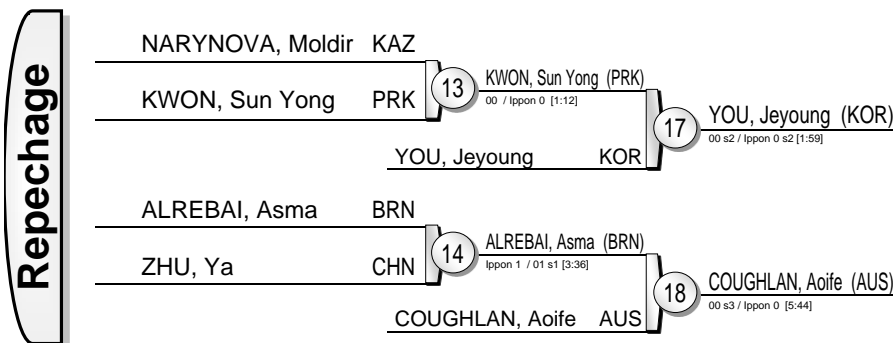 Repechage
NARYNOVA, Moldir KAZ
KWON, Sun Yong PRK
13
KWON, Sun Yong (PRK)
00 / Ippon 0 [1:12]
YOU, Jeyoung KOR
17
YOU, Jeyoung (KOR)
00 s2 / Ippon 0 s2 [1:59]
ALREBAI, Asma BRN
ZHU, Ya CHN
14
ALREBAI, Asma (BRN)
Ippon 1 / 01 s1 [3:36]
COUGHLAN, Aoife AUS
18
COUGHLAN, Aoife (AUS)
00 s3 / Ippon 0 [5:44]